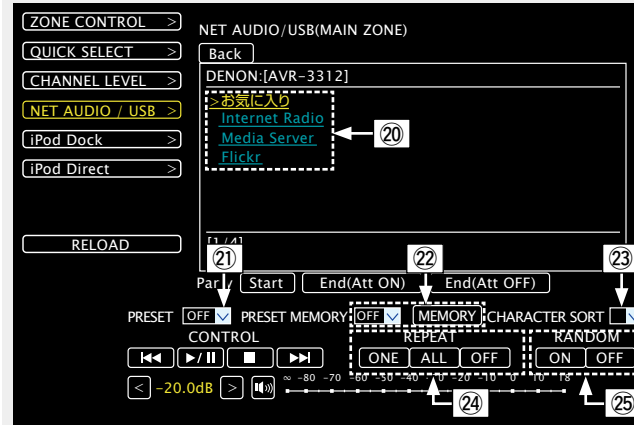 ZONE CONTROL >
QUICK SELECT >
CHANNEL LEVEL >
NET AUDIO / USB >
iPod Dock >
iPod Direct >
RELOAD
NET AUDIO/USB(MAIN ZONE)
Back
DENON:[AVR-3312]
>お気に入り
Internet Radio
Media Server
Flickr
⑳
[1/4]
㉑ ㉒ ㉓
Party Start End(Att ON) End(Att OFF)
PRESET OFF PRESET MEMORY OFF MEMORY CHARACTER SORT
CONTROL REPEAT RANDOM
ONE ALL OFF ON OFF
< -20.0dB > ∞ -80 -70 -60 -50 -40 -30 -20 -10 0 10 18
㉔ ㉕